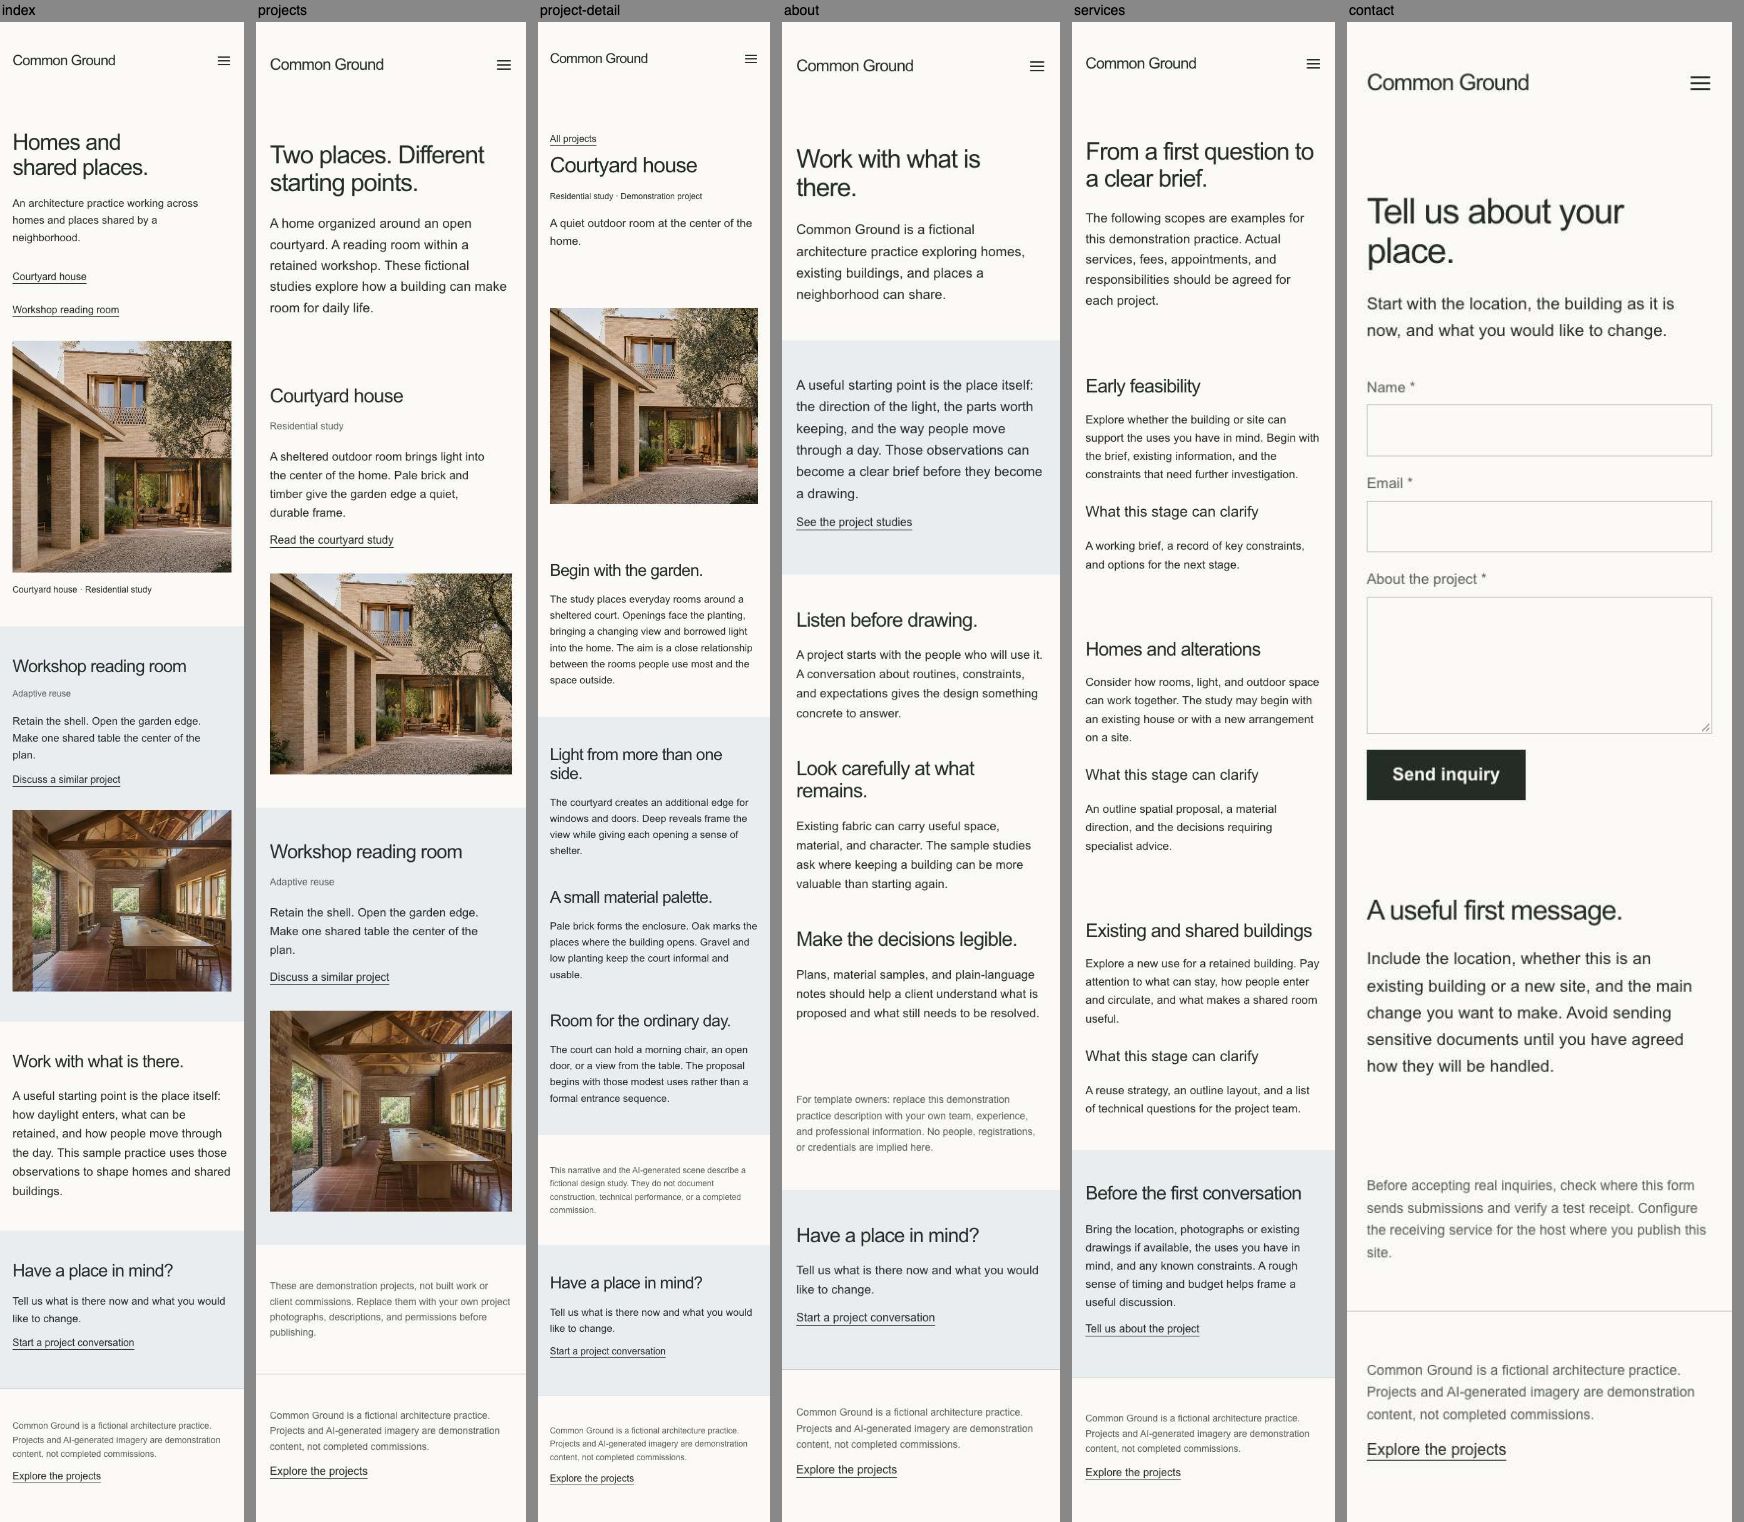 index
Common Ground
Homes and
shared places.
An architecture practice working across
homes and places shared by a
neighborhood.
Courtyard house
Workshop reading room
Courtyard house · Residential study
Workshop reading room
Adaptive reuse
Retain the shell. Open the garden edge.
Make one shared table the center of the
plan.
Discuss a similar project
Work with what is there.
A useful starting point is the place itself:
how daylight enters, what can be
retained, and how people move through
the day. This sample practice uses those
observations to shape homes and shared
buildings.
Have a place in mind?
Tell us what is there now and what you would
like to change.
Start a project conversation
Common Ground is a fictional architecture practice.
Projects and AI-generated imagery are demonstration
content, not completed commissions.
Explore the projects
projects
Common Ground
Two places. Different
starting points.
A home organized around an open
courtyard. A reading room within a
retained workshop. These fictional
studies explore how a building can make
room for daily life.
Courtyard house
Residential study
A sheltered outdoor room brings light into
the center of the home. Pale brick and
timber give the garden edge a quiet,
durable frame.
Read the courtyard study
Workshop reading room
Adaptive reuse
Retain the shell. Open the garden edge.
Make one shared table the center of the
plan.
Discuss a similar project
These are demonstration projects, not built work or
client commissions. Replace them with your own project
photographs, descriptions, and permissions before
publishing.
Common Ground is a fictional architecture practice.
Projects and AI-generated imagery are demonstration
content, not completed commissions.
Explore the projects
project-detail
Common Ground
All projects
Courtyard house
Residential study · Demonstration project
A quiet outdoor room at the center of the
home.
Begin with the garden.
The study places everyday rooms around a
sheltered court. Openings face the planting,
bringing a changing view and borrowed light
into the home. The aim is a close relationship
between the rooms people use most and the
space outside.
Light from more than one
side.
The courtyard creates an additional edge for
windows and doors. Deep reveals frame the
view while giving each opening a sense of
shelter.
A small material palette.
Pale brick forms the enclosure. Oak marks the
places where the building opens. Gravel and
low planting keep the court informal and
usable.
Room for the ordinary day.
The court can hold a morning chair, an open
door, or a view from the table. The proposal
begins with those modest uses rather than a
formal entrance sequence.
This narrative and the AI-generated scene describe a
fictional design study. They do not document
construction, technical performance, or a completed
commission.
Have a place in mind?
Tell us what is there now and what you would
like to change.
Start a project conversation
Common Ground is a fictional architecture practice.
Projects and AI-generated imagery are demonstration
content, not completed commissions.
Explore the projects
about
Common Ground
Work with what is
there.
Common Ground is a fictional
architecture practice exploring homes,
existing buildings, and places a
neighborhood can share.
A useful starting point is the place itself:
the direction of the light, the parts worth
keeping, and the way people move
through a day. Those observations can
become a clear brief before they become
a drawing.
See the project studies
Listen before drawing.
A project starts with the people who will use it.
A conversation about routines, constraints,
and expectations gives the design something
concrete to answer.
Look carefully at what
remains.
Existing fabric can carry useful space,
material, and character. The sample studies
ask where keeping a building can be more
valuable than starting again.
Make the decisions legible.
Plans, material samples, and plain-language
notes should help a client understand what is
proposed and what still needs to be resolved.
For template owners: replace this demonstration
practice description with your own team, experience,
and professional information. No people, registrations,
or credentials are implied here.
Have a place in mind?
Tell us what is there now and what you would
like to change.
Start a project conversation
Common Ground is a fictional architecture practice.
Projects and AI-generated imagery are demonstration
content, not completed commissions.
Explore the projects
services
Common Ground
From a first question to
a clear brief.
The following scopes are examples for
this demonstration practice. Actual
services, fees, appointments, and
responsibilities should be agreed for
each project.
Early feasibility
Explore whether the building or site can
support the uses you have in mind. Begin with
the brief, existing information, and the
constraints that need further investigation.
What this stage can clarify
A working brief, a record of key constraints,
and options for the next stage.
Homes and alterations
Consider how rooms, light, and outdoor space
can work together. The study may begin with
an existing house or with a new arrangement
on a site.
What this stage can clarify
An outline spatial proposal, a material
direction, and the decisions requiring
specialist advice.
Existing and shared buildings
Explore a new use for a retained building. Pay
attention to what can stay, how people enter
and circulate, and what makes a shared room
useful.
What this stage can clarify
A reuse strategy, an outline layout, and a list
of technical questions for the project team.
Before the first conversation
Bring the location, photographs or existing
drawings if available, the uses you have in
mind, and any known constraints. A rough
sense of timing and budget helps frame a
useful discussion.
Tell us about the project
Common Ground is a fictional architecture practice.
Projects and AI-generated imagery are demonstration
content, not completed commissions.
Explore the projects
contact
Common Ground
Tell us about your
place.
Start with the location, the building as it is
now, and what you would like to change.
Name *
Email *
About the project *
Send inquiry
A useful first message.
Include the location, whether this is an
existing building or a new site, and the main
change you want to make. Avoid sending
sensitive documents until you have agreed
how they will be handled.
Before accepting real inquiries, check where this form
sends submissions and verify a test receipt. Configure
the receiving service for the host where you publish this
site.
Common Ground is a fictional architecture practice.
Projects and AI-generated imagery are demonstration
content, not completed commissions.
Explore the projects